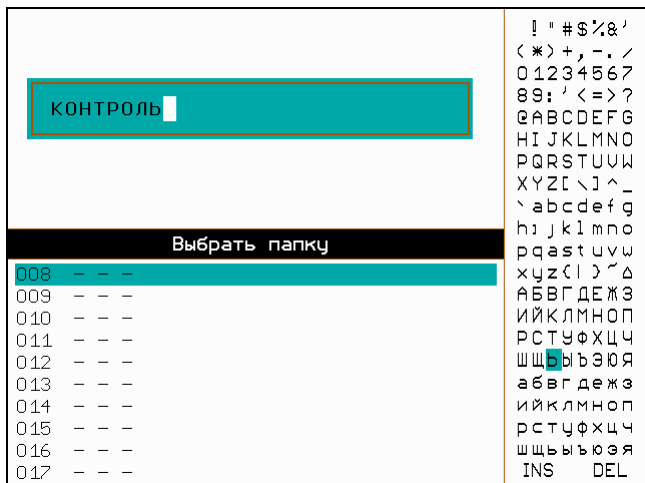 КОНТРОЛЬ
Выбрать папку
008 – – –
009 – – –
010 – – –
011 – – –
012 – – –
013 – – –
014 – – –
015 – – –
016 – – –
017 – – –
! " # $ % & '
( * ) + , - . /
0 1 2 3 4 5 6 7
8 9 : ' < = > ?
@ A B C D E F G
H I J K L M N O
P Q R S T U V W
X Y Z [ \ ] ^ _
` a b c d e f g
h i j k l m n o
p q a s t u v w
x y z { | } ~ △
А Б В Г Д Е Ж З
И Й К Л М Н О П
Р С Т У Ф Х Ц Ч
Ш Щ Ь Ы Ъ Э Ю Я
а б в г д е ж з
и й к л м н о п
р с т у ф х ц ч
ш щ ь ы ъ ю э я
INS DEL